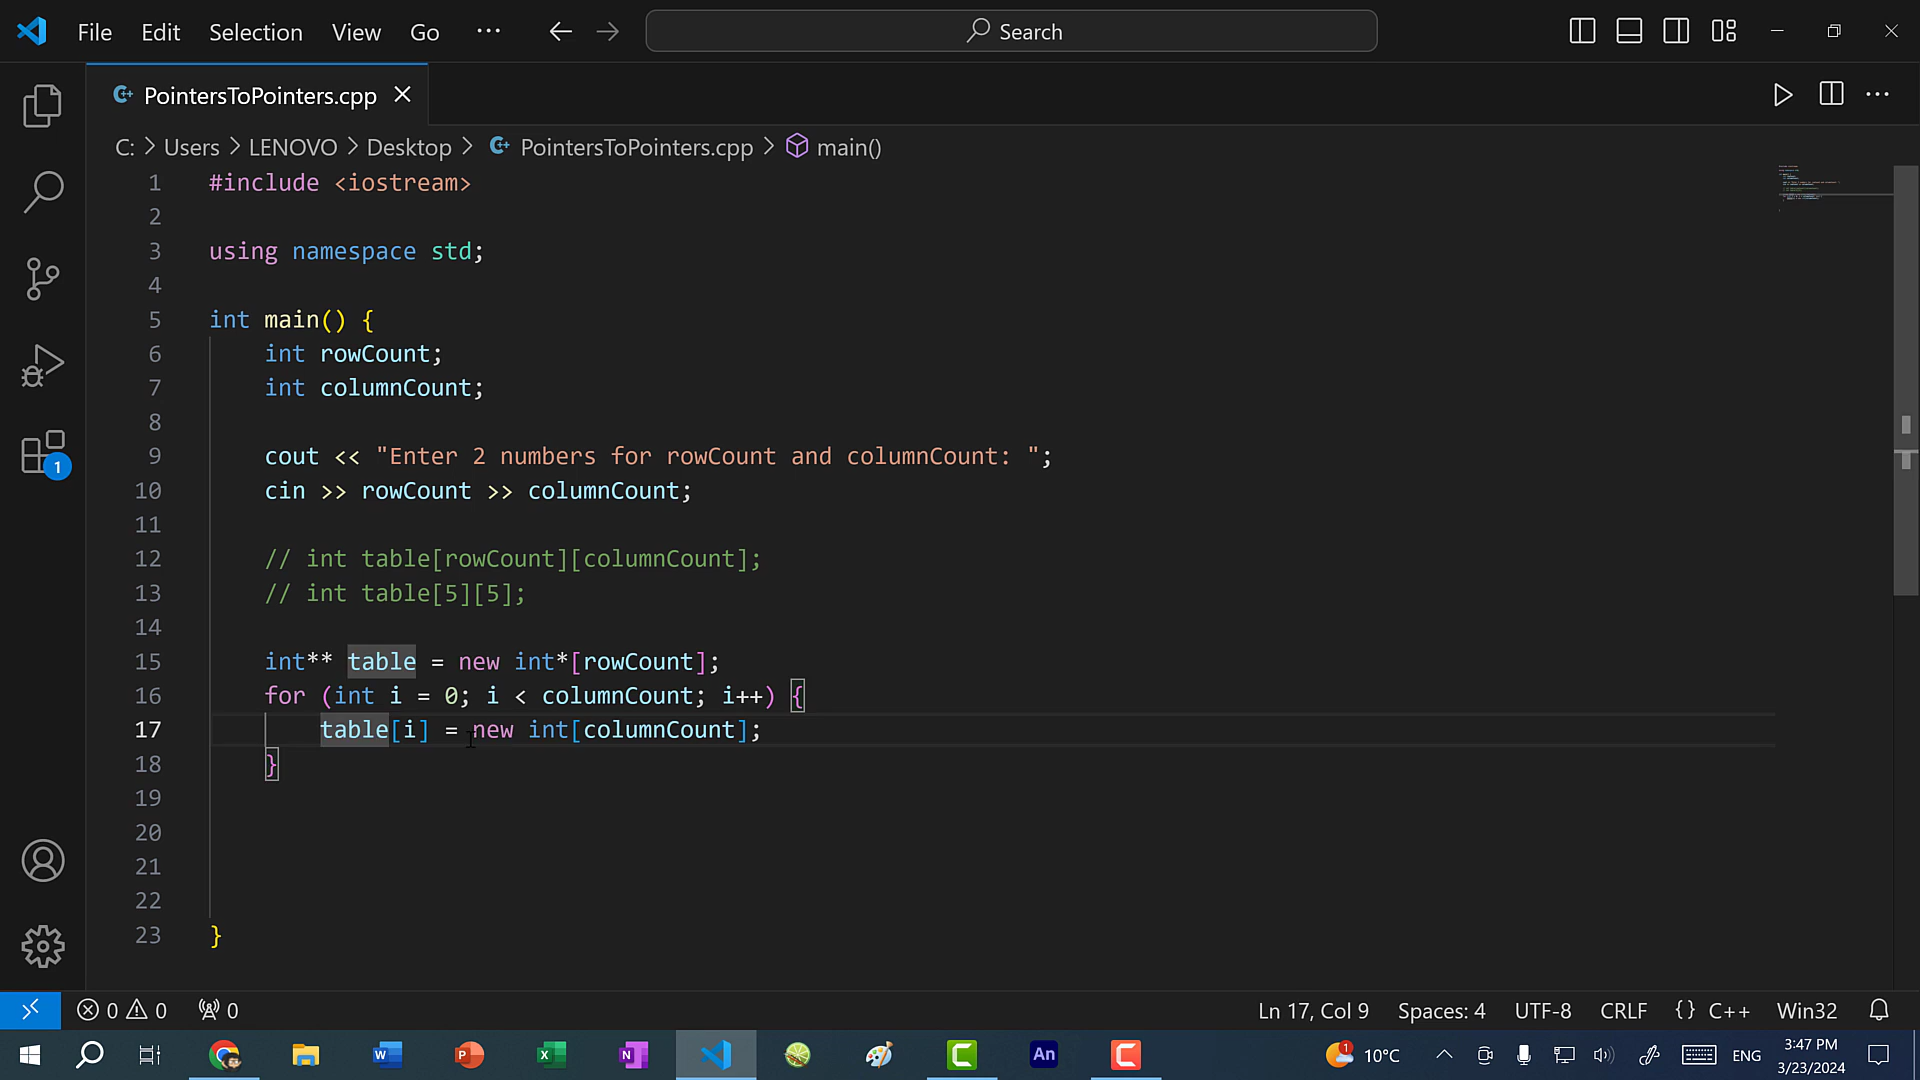 File Edit Selection View Go ··· Search
PointersToPointers.cpp
C: > Users > LENOVO > Desktop > PointersToPointers.cpp > main()
1 #include <iostream>
2
3 using namespace std;
4
5 int main() {
6 int rowCount;
7 int columnCount;
8
9 cout << "Enter 2 numbers for rowCount and columnCount: ";
10 cin >> rowCount >> columnCount;
11
12 // int table[rowCount][columnCount];
13 // int table[5][5];
14
15 int** table = new int*[rowCount];
16 for (int i = 0; i < columnCount; i++) {
17 table[i] = new int[columnCount];
18 }
19
20
21
22
23 }
1
0 0 0 Ln 17, Col 9 Spaces: 4 UTF-8 CRLF {} C++ Win32
W P X N An C 1 10°C ENG 3:47 PM
3/23/2024